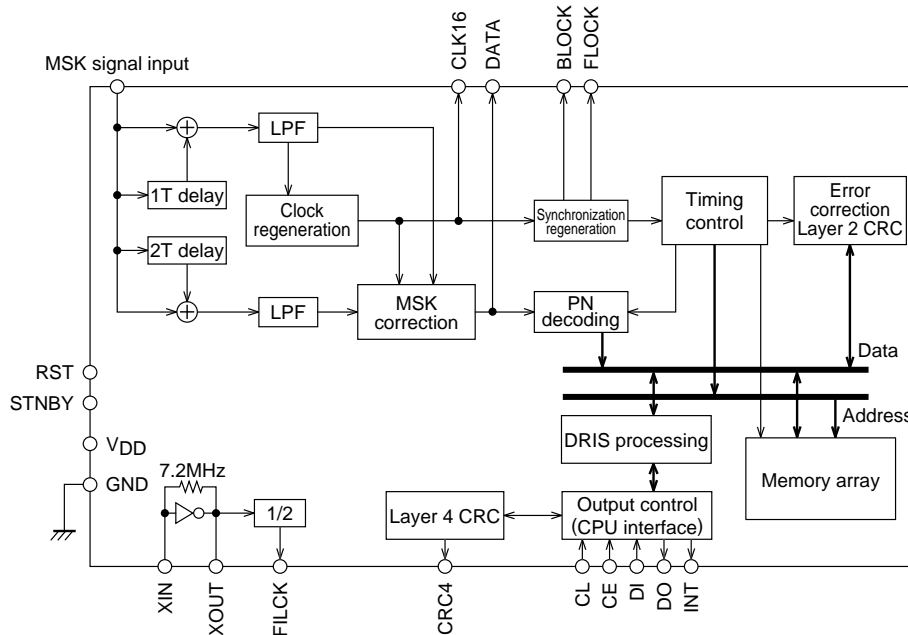 MSK signal input
CLK16
DATA
BLOCK
FLOCK
LPF
1T delay
Clock
regeneration
Synchronization
regeneration
Timing
control
Error
correction
Layer 2 CRC
2T delay
LPF
MSK
correction
PN
decoding
Data
RST
STNBY
Address
VDD
DRIS processing
GND
7.2MHz
Memory array
1/2
Layer 4 CRC
Output control
(CPU interface)
XIN
XOUT
FILCK
CRC4
CL
CE
DI
DO
INT